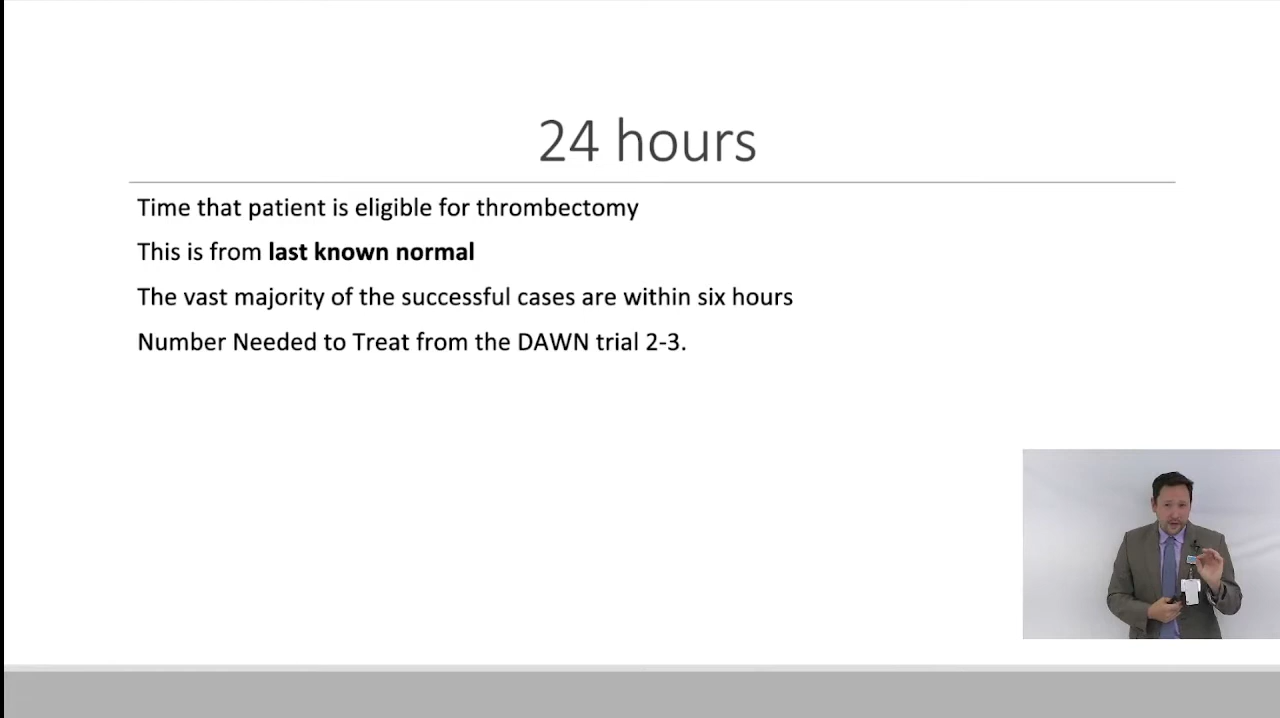 24 hours
Time that patient is eligible for thrombectomy
This is from last known normal
The vast majority of the successful cases are within six hours
Number Needed to Treat from the DAWN trial 2-3.